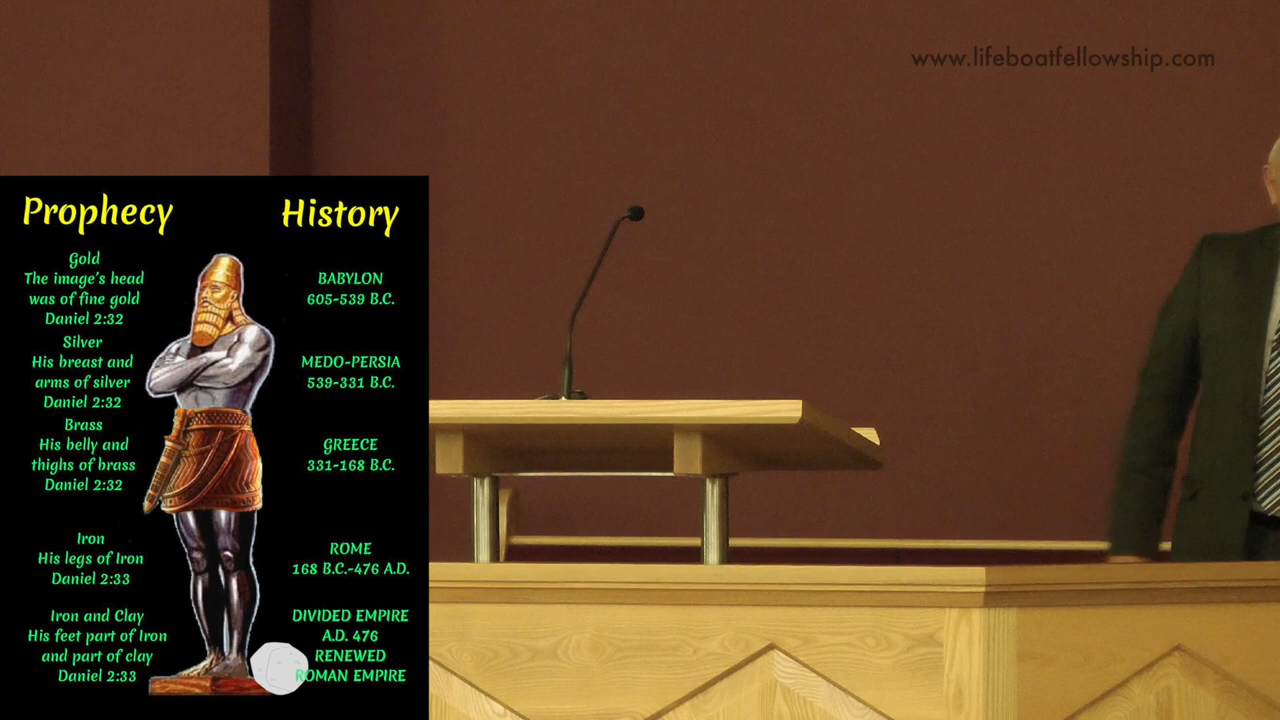 www.lifeboatfellowship.com
Prophecy
History
Gold
The image's head
was of fine gold
Daniel 2:32
BABYLON
605-539 B.C.
Silver
His breast and
arms of silver
Daniel 2:32
MEDO-PERSIA
539-331 B.C.
Brass
His belly and
thighs of brass
Daniel 2:32
GREECE
331-168 B.C.
Iron
His legs of Iron
Daniel 2:33
ROME
168 B.C.-476 A.D.
Iron and Clay
His feet part of Iron
and part of clay
Daniel 2:33
DIVIDED EMPIRE
A.D. 476
RENEWED
ROMAN EMPIRE